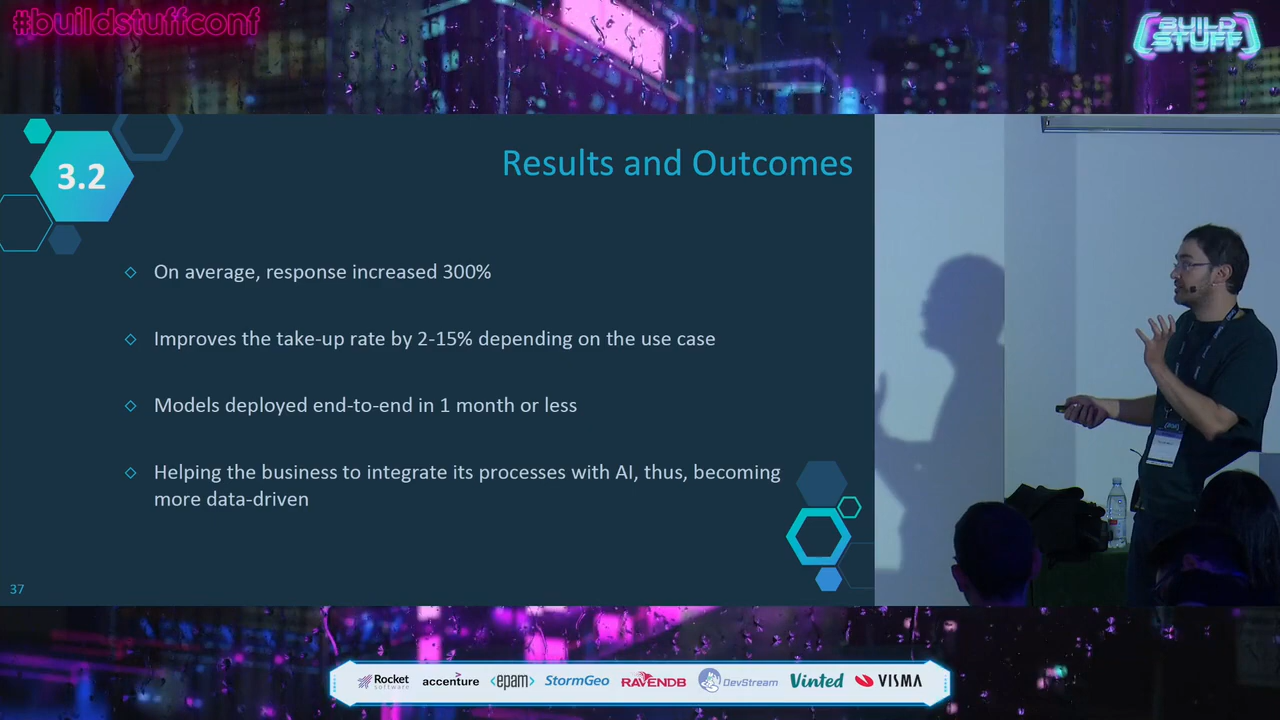 #buildstuffconf
BUILD
STUFF
3.2
Results and Outcomes
On average, response increased 300%
Improves the take-up rate by 2-15% depending on the use case
Models deployed end-to-end in 1 month or less
Helping the business to integrate its processes with AI, thus, becoming
more data-driven
37
Rocket
software
accenture
<epam>
StormGeo
RAVENDB
DevStream
Vinted
VISMA